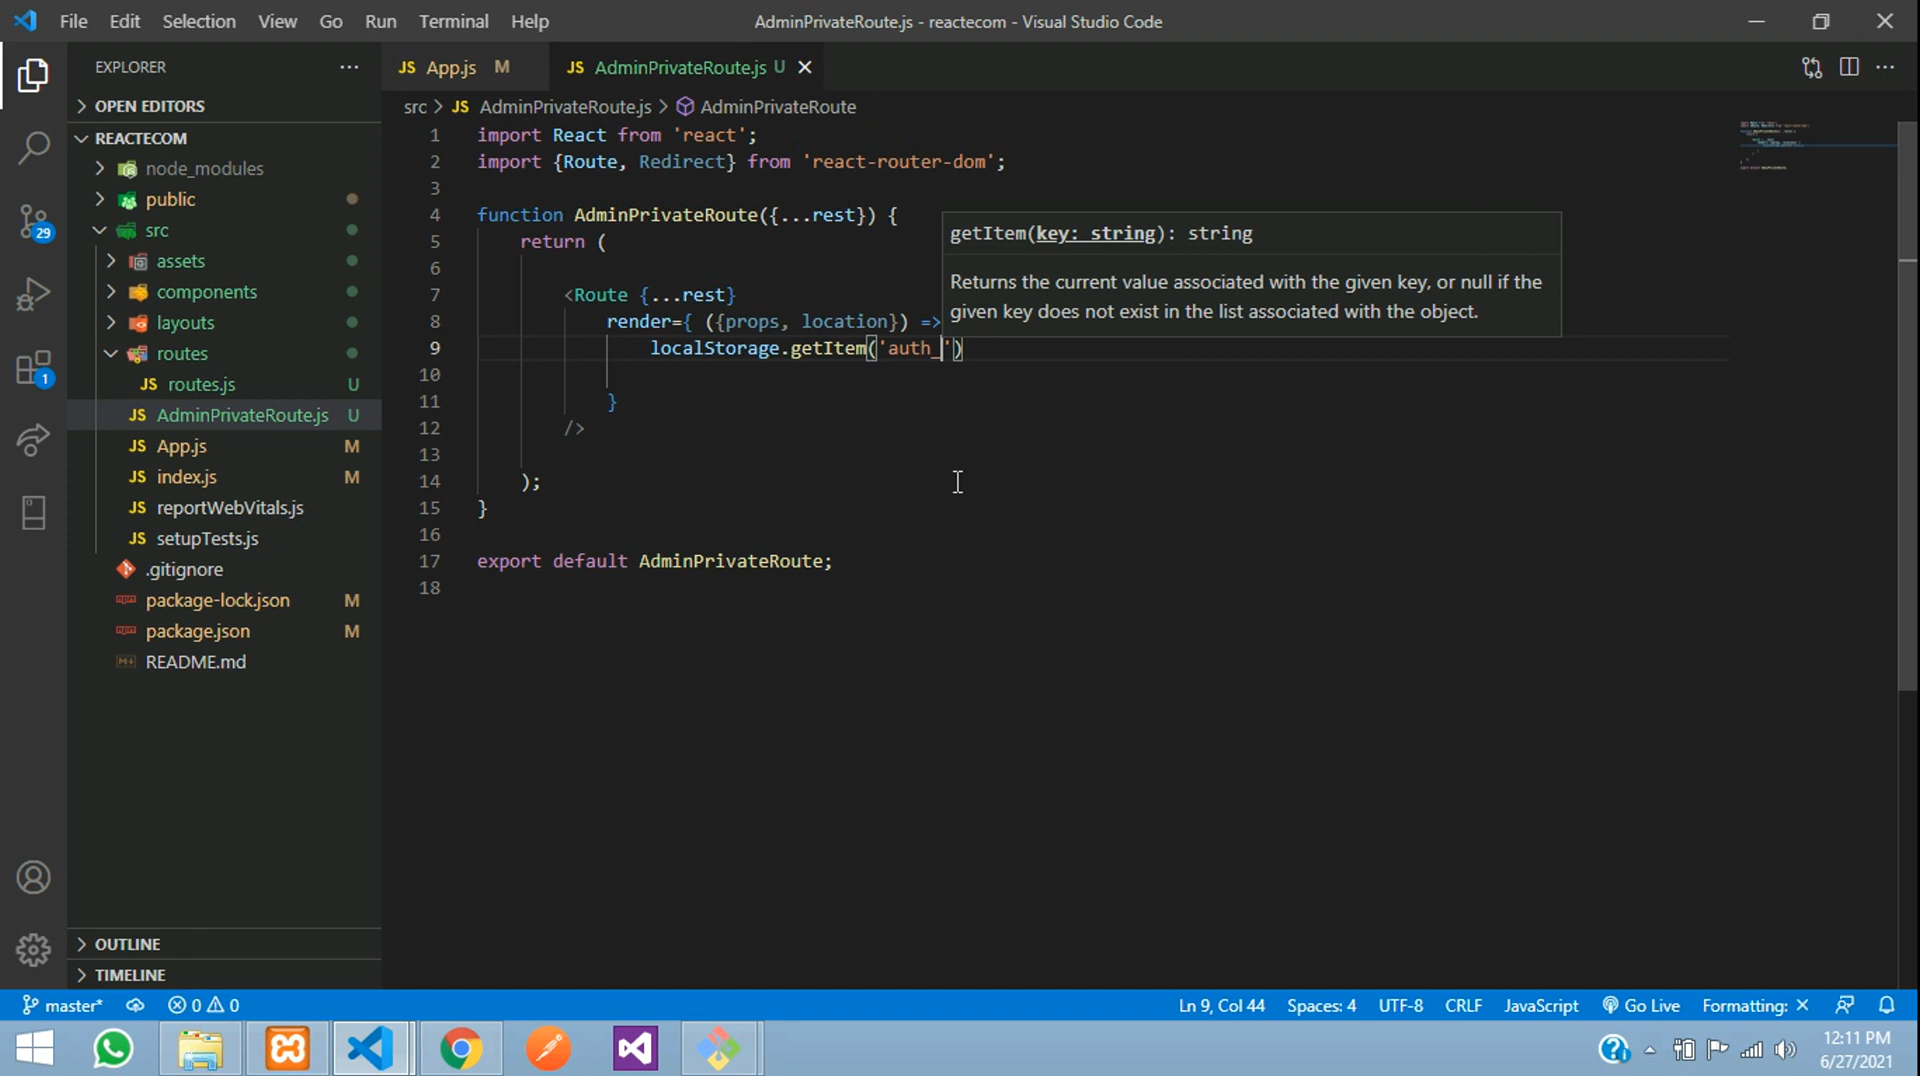 File Edit Selection View Go Run Terminal Help
AdminPrivateRoute.js - reactecom - Visual Studio Code
EXPLORER
OPEN EDITORS
REACTECOM
node_modules
public
src
assets
components
layouts
routes
JS routes.js U
JS AdminPrivateRoute.js U
JS App.js M
JS index.js M
JS reportWebVitals.js
JS setupTests.js
.gitignore
package-lock.json M
package.json M
README.md
OUTLINE
TIMELINE
29
1
JS App.js M
JS AdminPrivateRoute.js U
src > JS AdminPrivateRoute.js > AdminPrivateRoute
1 import React from 'react';
2 import {Route, Redirect} from 'react-router-dom';
3
4 function AdminPrivateRoute({...rest}) {
5 return (
6
7 <Route {...rest}
8 render={ ({props, location}) =>
9 localStorage.getItem('auth_')
10
11 }
12 />
13
14 );
15 }
16
17 export default AdminPrivateRoute;
18
getItem(key: string): string
Returns the current value associated with the given key, or null if the
given key does not exist in the list associated with the object.
master* 0 0
Ln 9, Col 44 Spaces: 4 UTF-8 CRLF JavaScript Go Live Formatting: ×
12:11 PM
6/27/2021